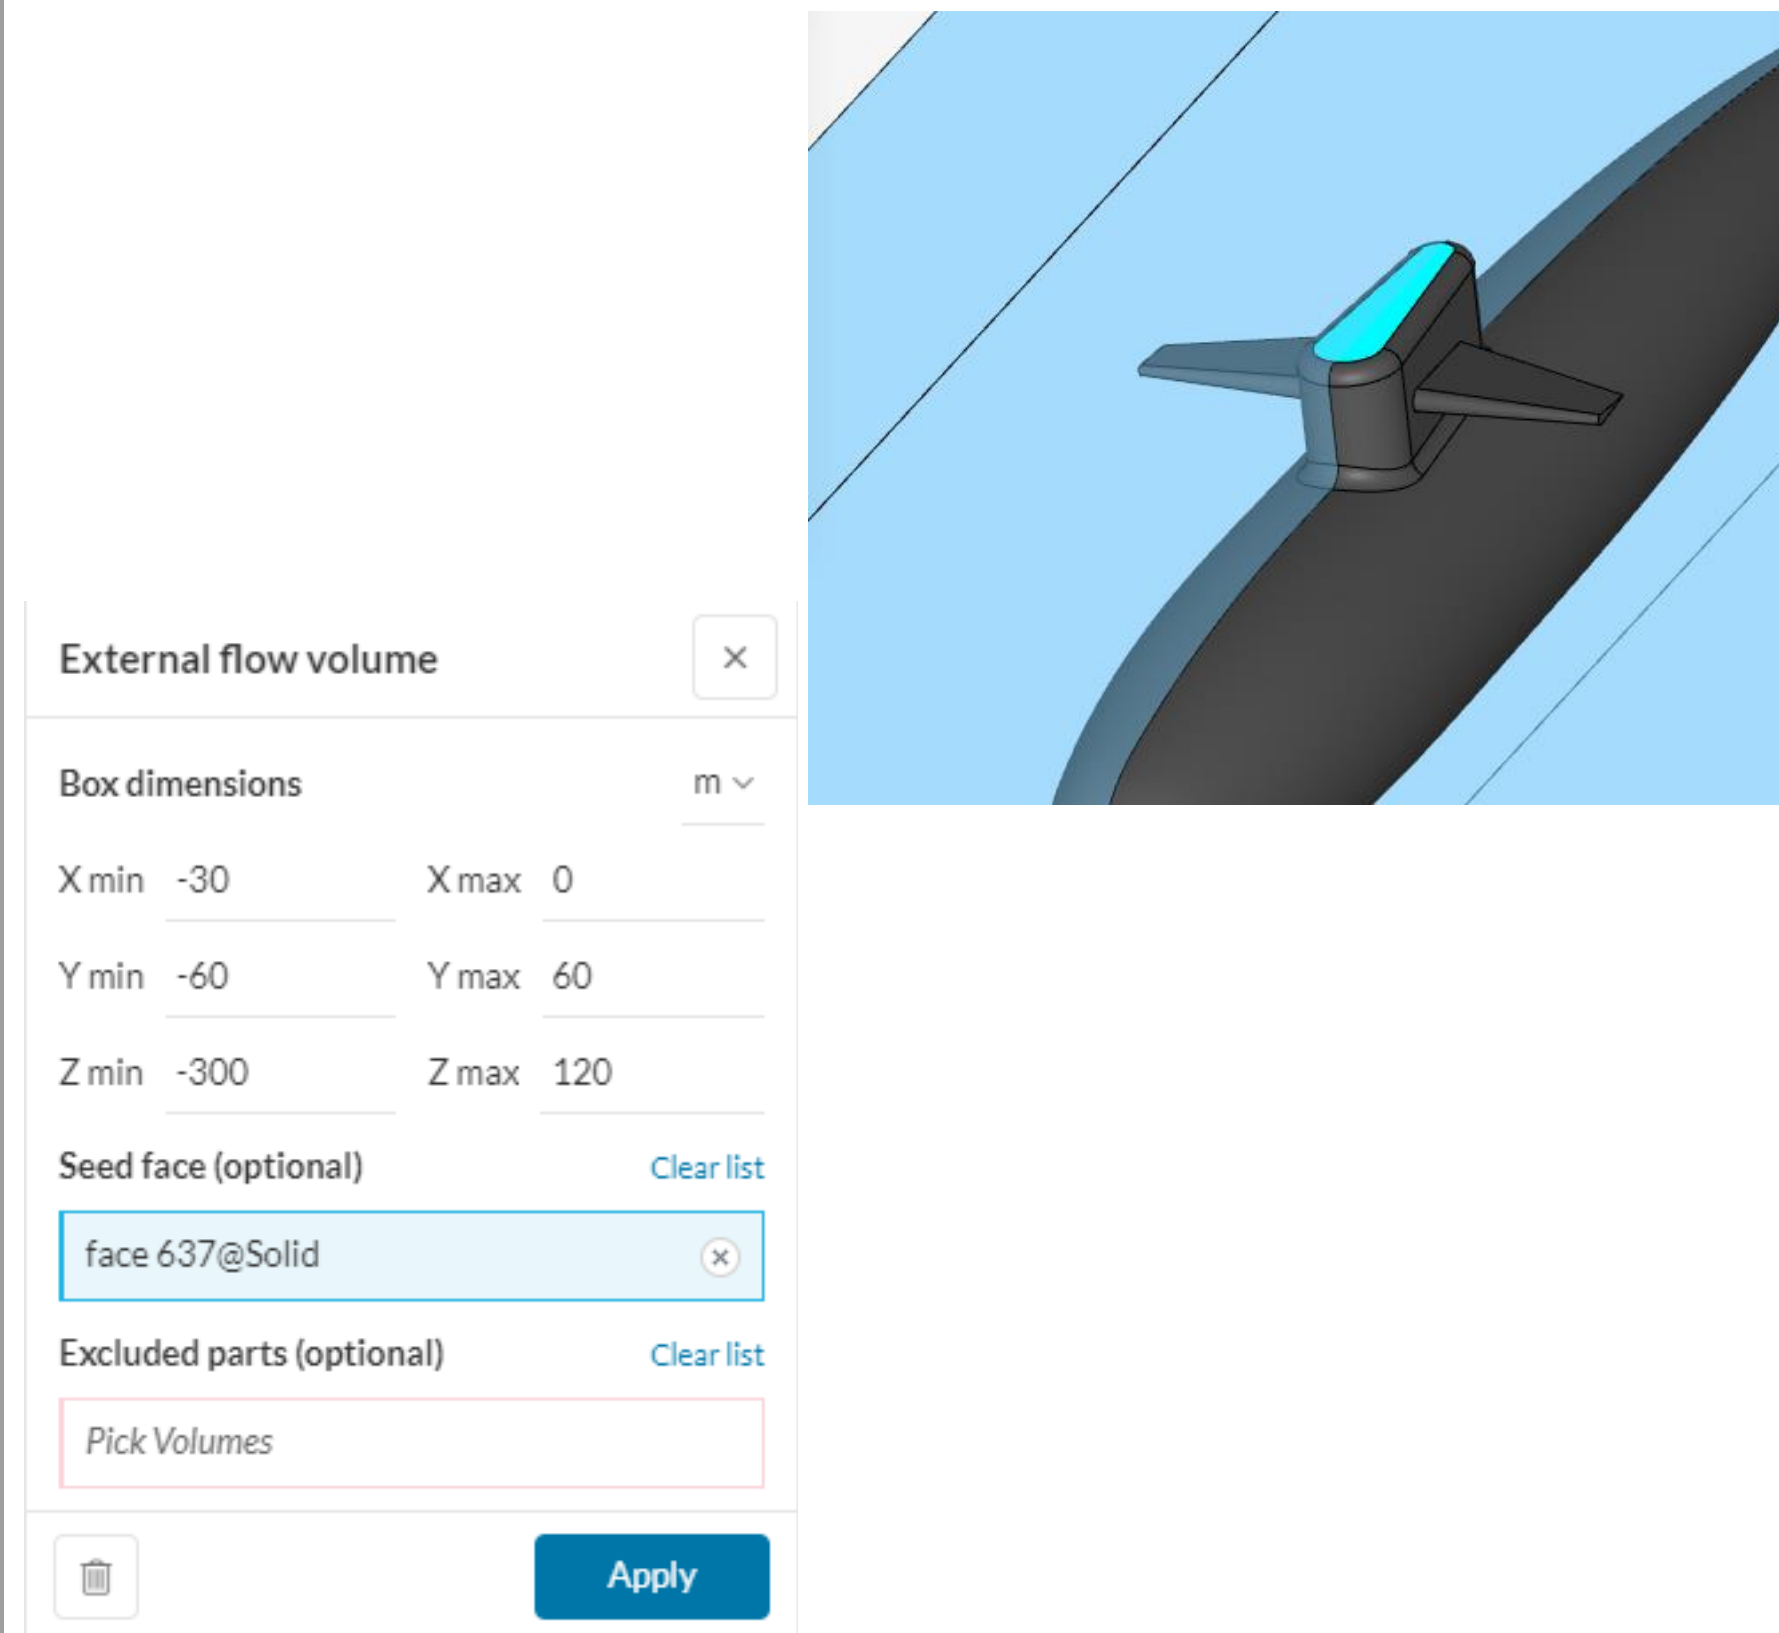 External flow volume
Box dimensions m
X min -30 X max 0
Y min -60 Y max 60
Z min -300 Z max 120
Seed face (optional) Clear list
face 637@Solid
Excluded parts (optional) Clear list
Pick Volumes
Apply